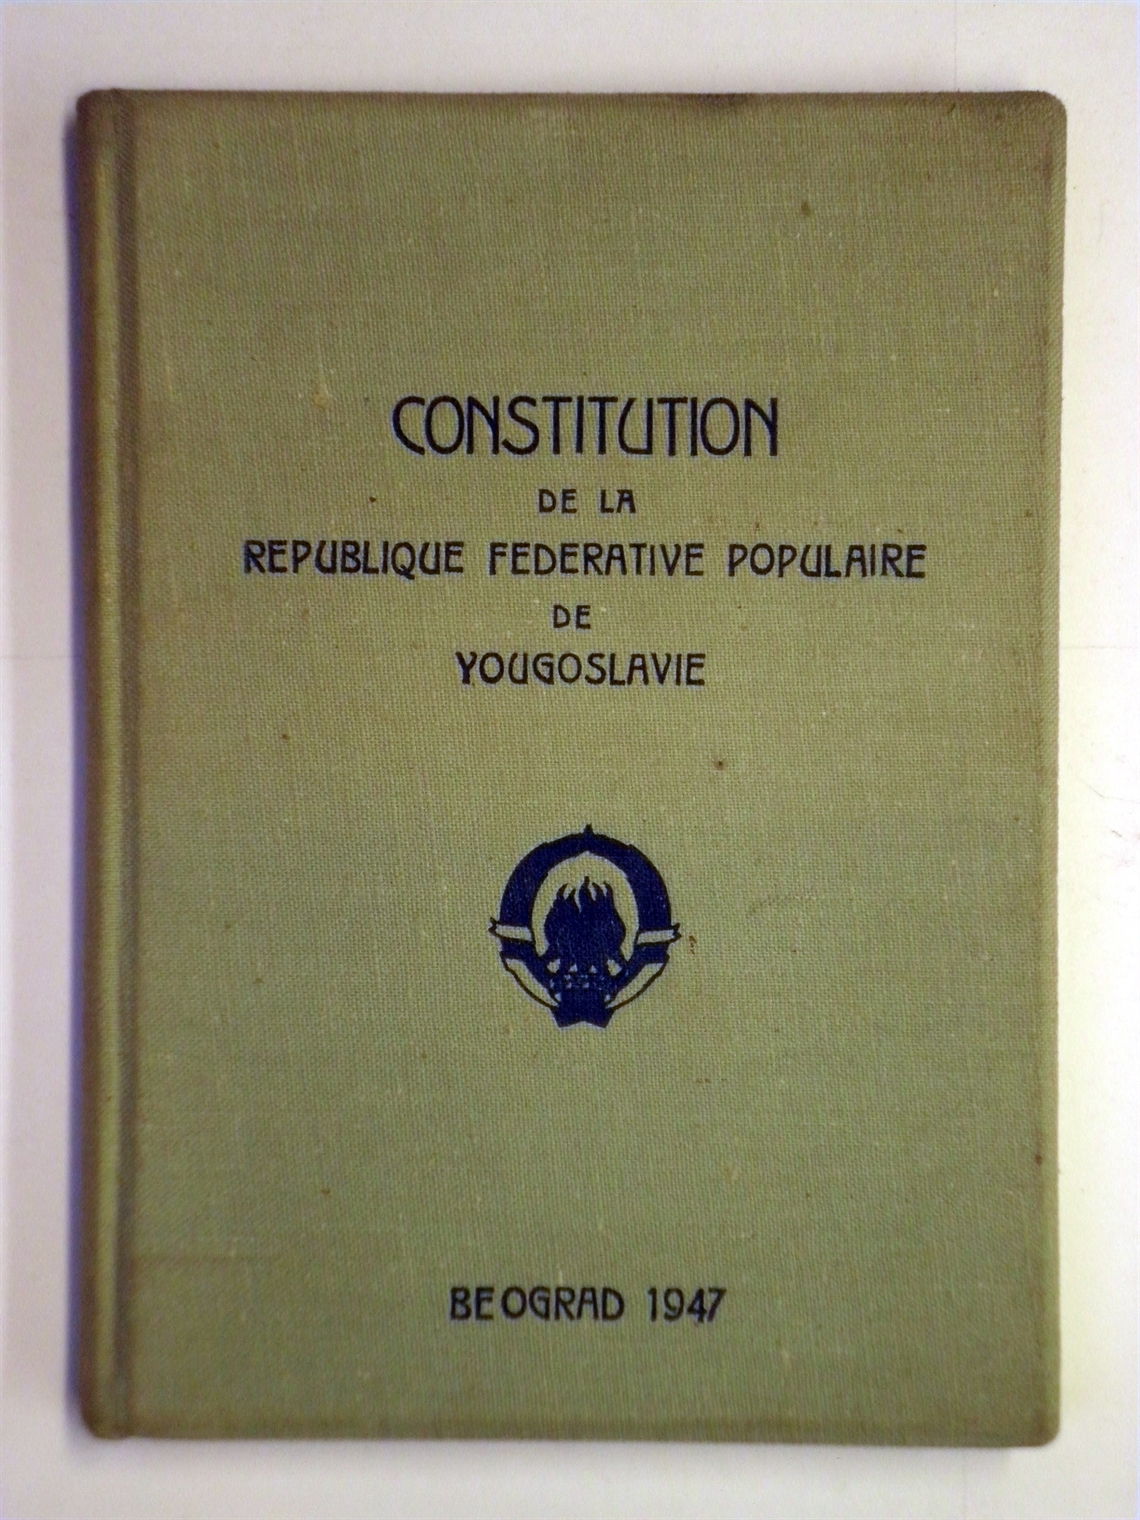 CONSTITUTION
DE LA
REPUBLIQUE FEDERATIVE POPULAIRE
DE
YOUGOSLAVIE
BEOGRAD 1947